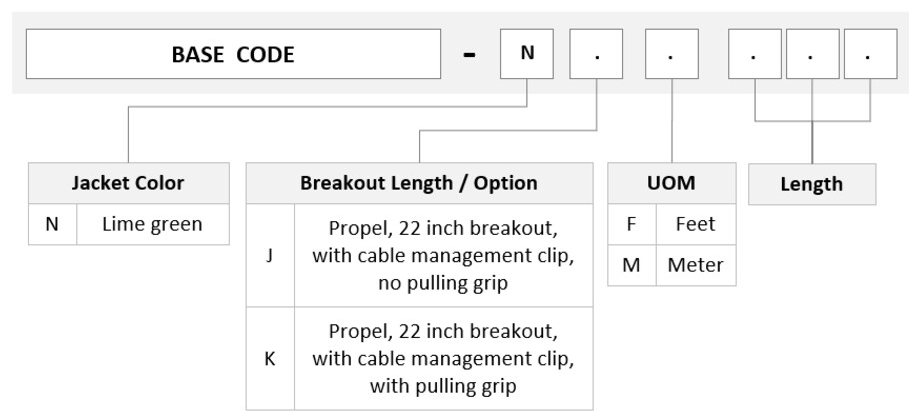 BASE CODE - N . . . . .
Jacket Color
N Lime green
Breakout Length / Option
J Propel, 22 inch breakout,
with cable management clip,
no pulling grip
K Propel, 22 inch breakout,
with cable management clip,
with pulling grip
UOM
F Feet
M Meter
Length